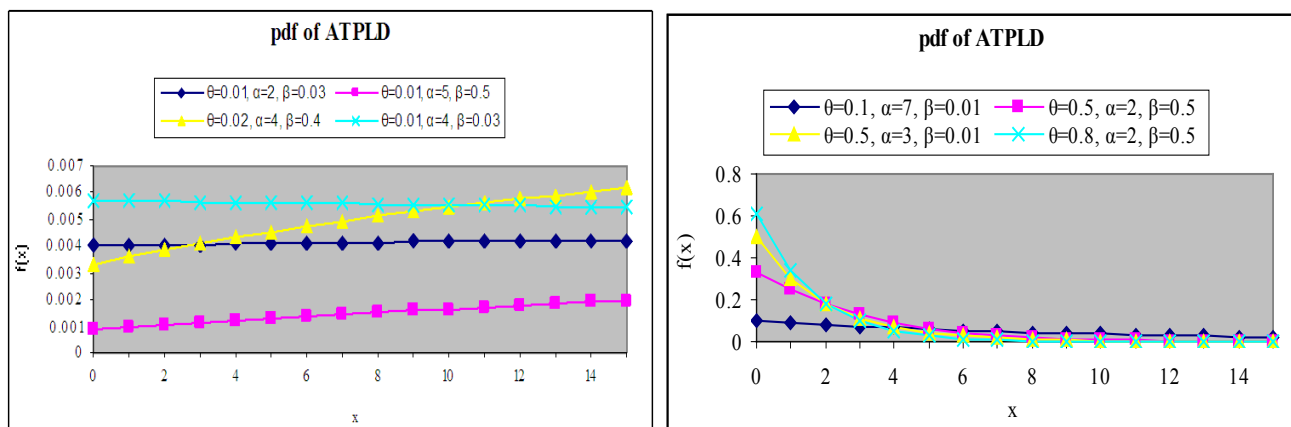 pdf of ATPLD
θ=0.01, α=2, β=0.03
θ=0.01, α=5, β=0.5
θ=0.02, α=4, β=0.4
θ=0.01, α=4, β=0.03
0.007
0.006
0.005
0.004
0.003
0.002
0.001
0
f(x)
0 2 4 6 8 10 12 14
x
pdf of ATPLD
θ=0.1, α=7, β=0.01
θ=0.5, α=2, β=0.5
θ=0.5, α=3, β=0.01
θ=0.8, α=2, β=0.5
0.8
0.6
0.4
0.2
0
f(x)
0 2 4 6 8 10 12 14
x